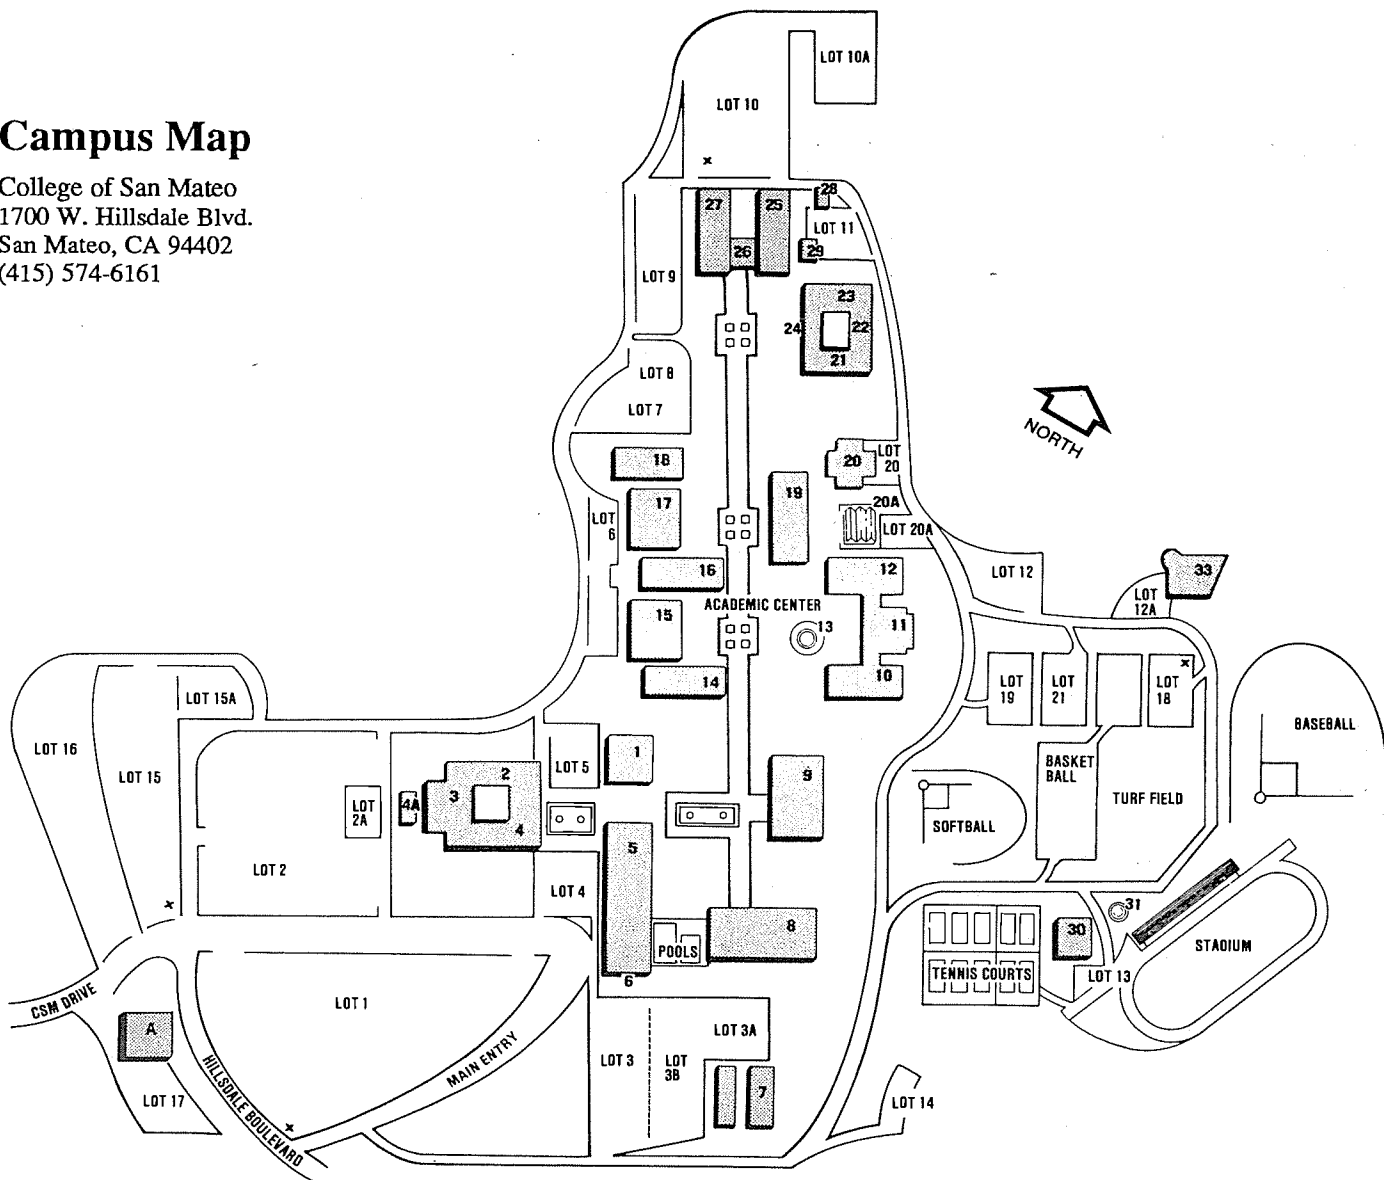 Campus Map
College of San Mateo
1700 W. Hillsdale Blvd.
San Mateo, CA 94402
(415) 574-6161
LOT 10A
LOT 10
27
25
28
LOT 11
26
29
LOT 9
23
24
22
21
LOT 8
LOT 7
NORTH
18
20
LOT
20
17
19
20A
LOT
6
LOT 20A
16
12
LOT 12
33
LOT
12A
ACADEMIC CENTER
15
13
11
14
10
LOT
19
LOT
21
LOT
18
LOT 15A
LOT 16
LOT 15
BASEBALL
1
LOT 5
2
9
BASKET
BALL
LOT
2A
4A
3
4
TURF FIELD
SOFTBALL
5
LOT 2
LOT 4
8
31
30
POOLS
STADIUM
6
TENNIS COURTS
LOT 13
CSM DRIVE
LOT 1
A
LOT 3A
MAIN ENTRY
LOT 3
LOT
3B
7
HILLSDALE BOULEVARD
LOT 17
LOT 14